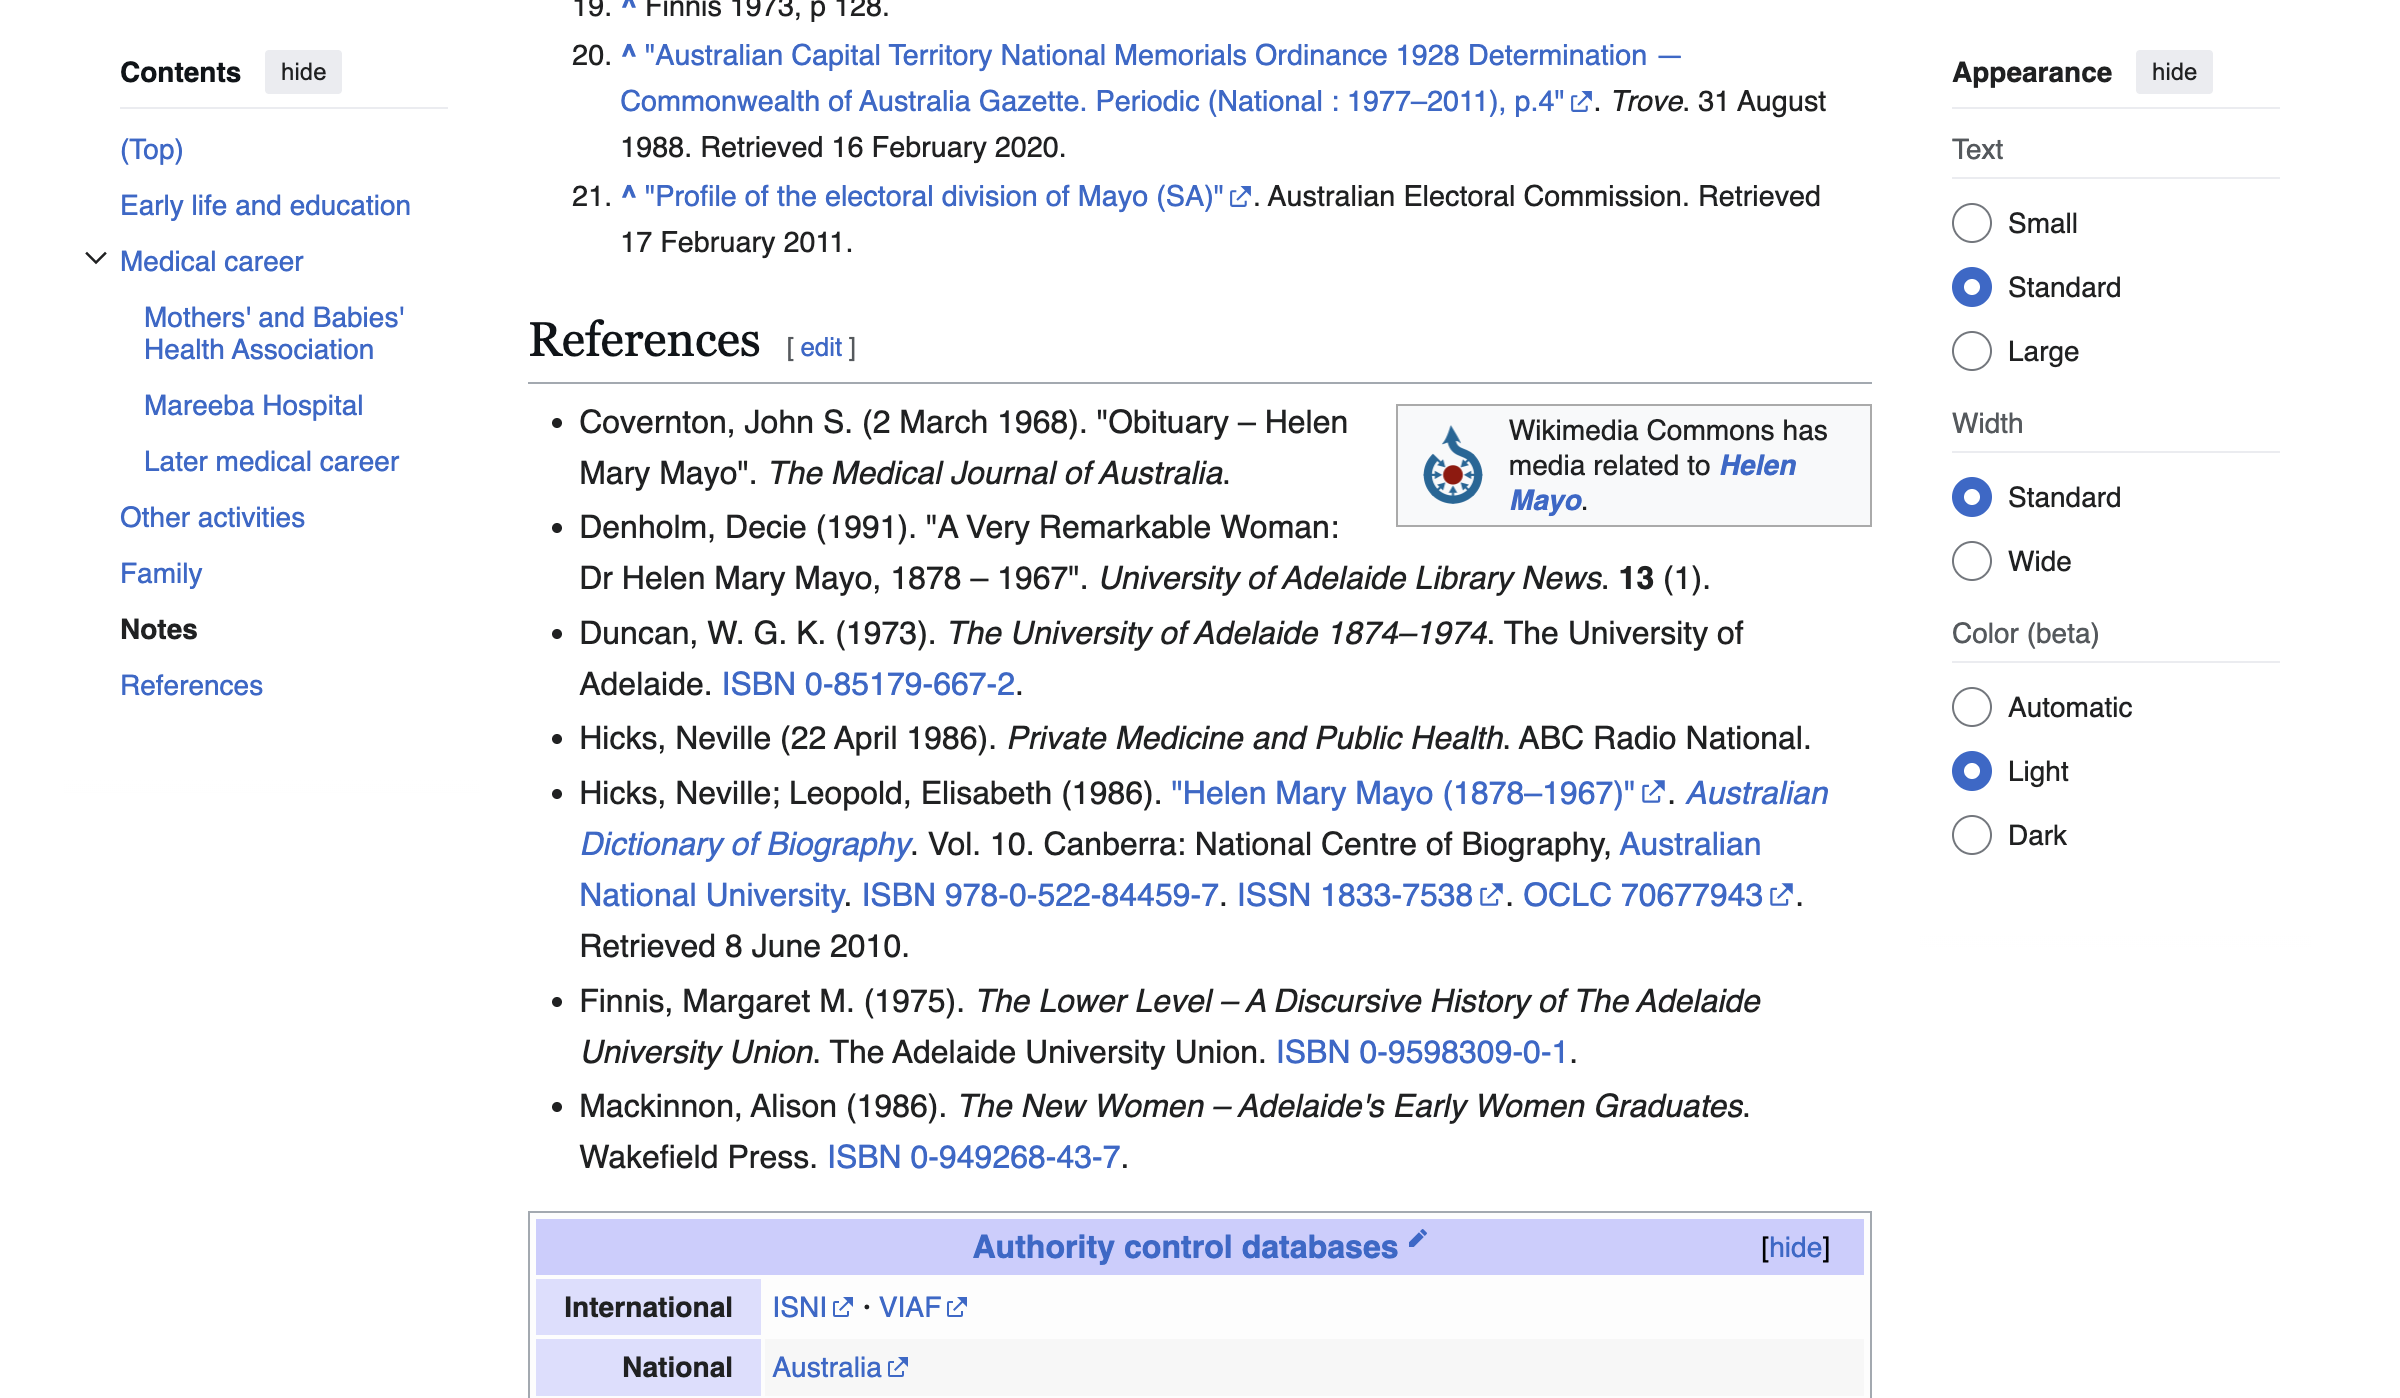 Contents hide
(Top)
Early life and education
Medical career
Mothers' and Babies'
Health Association
Mareeba Hospital
Later medical career
Other activities
Family
Notes
References
19. ^ Finnis 1973, p 128.
20. ^ "Australian Capital Territory National Memorials Ordinance 1928 Determination —
Commonwealth of Australia Gazette. Periodic (National : 1977–2011), p.4". Trove. 31 August
1988. Retrieved 16 February 2020.
21. ^ "Profile of the electoral division of Mayo (SA)". Australian Electoral Commission. Retrieved
17 February 2011.
References [ edit ]
• Covernton, John S. (2 March 1968). "Obituary – Helen
Mary Mayo". The Medical Journal of Australia.
• Denholm, Decie (1991). "A Very Remarkable Woman:
Dr Helen Mary Mayo, 1878 – 1967". University of Adelaide Library News. 13 (1).
• Duncan, W. G. K. (1973). The University of Adelaide 1874–1974. The University of
Adelaide. ISBN 0-85179-667-2.
• Hicks, Neville (22 April 1986). Private Medicine and Public Health. ABC Radio National.
• Hicks, Neville; Leopold, Elisabeth (1986). "Helen Mary Mayo (1878–1967)". Australian
Dictionary of Biography. Vol. 10. Canberra: National Centre of Biography, Australian
National University. ISBN 978-0-522-84459-7. ISSN 1833-7538. OCLC 70677943.
Retrieved 8 June 2010.
• Finnis, Margaret M. (1975). The Lower Level – A Discursive History of The Adelaide
University Union. The Adelaide University Union. ISBN 0-9598309-0-1.
• Mackinnon, Alison (1986). The New Women – Adelaide's Early Women Graduates.
Wakefield Press. ISBN 0-949268-43-7.
Wikimedia Commons has
media related to Helen
Mayo.
Authority control databases [hide]
International ISNI · VIAF
National Australia
Appearance hide
Text
Small
Standard
Large
Width
Standard
Wide
Color (beta)
Automatic
Light
Dark